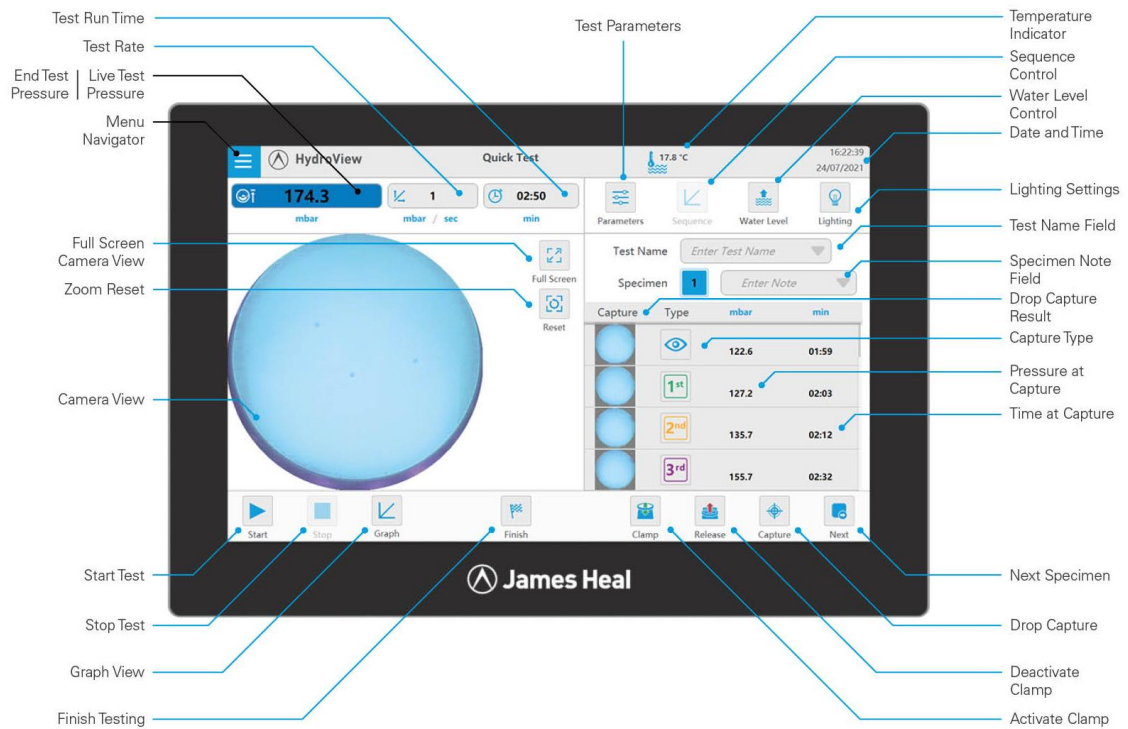 Test Run Time
Test Rate
End Test | Live Test
Pressure | Pressure
Menu
Navigator
Full Screen
Camera View
Zoom Reset
Camera View
Start Test
Stop Test
Graph View
Finish Testing
Test Parameters
Temperature
Indicator
Sequence
Control
Water Level
Control
Date and Time
Lighting Settings
Test Name Field
Specimen Note
Field
Drop Capture
Result
Capture Type
Pressure at
Capture
Time at Capture
Next Specimen
Drop Capture
Deactivate
Clamp
Activate Clamp
HydroView
Quick Test
17.8 °C
16:22:39
24/07/2021
174.3
1
02:50
mbar
mbar / sec
min
Parameters
Sequence
Water Level
Lighting
Full Screen
Reset
Test Name
Enter Test Name
Specimen
1
Enter Note
Capture Type mbar min
122.6 01:59
1st 127.2 02:03
2nd 135.7 02:12
3rd 155.7 02:32
Start
Stop
Graph
Finish
Clamp
Release
Capture
Next
James Heal